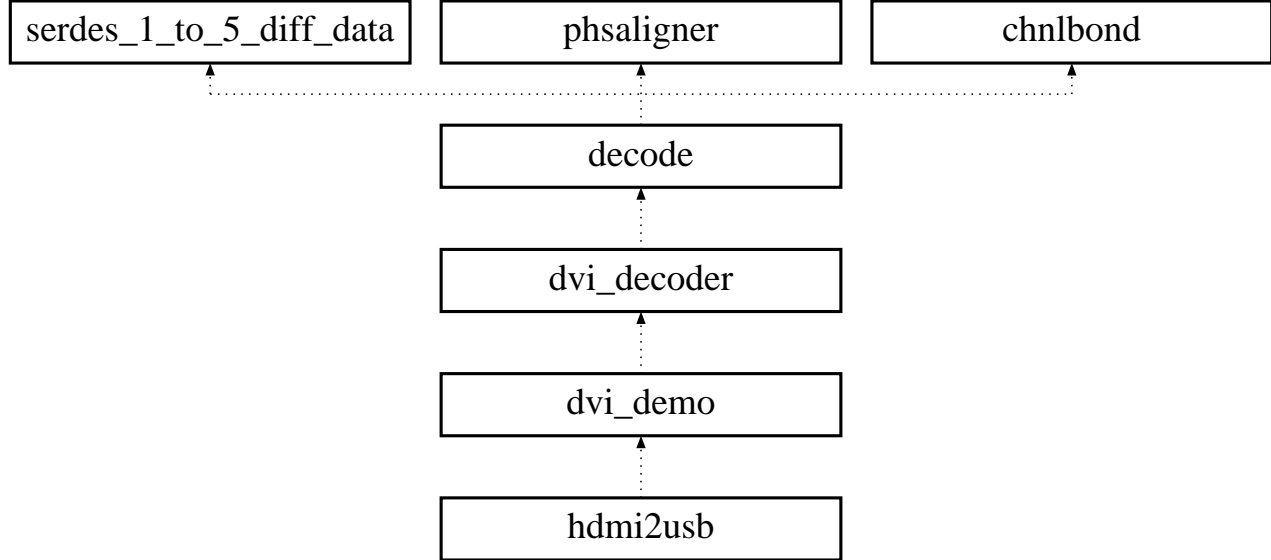 serdes_1_to_5_diff_data
phsaligner
chnlbond
decode
dvi_decoder
dvi_demo
hdmi2usb